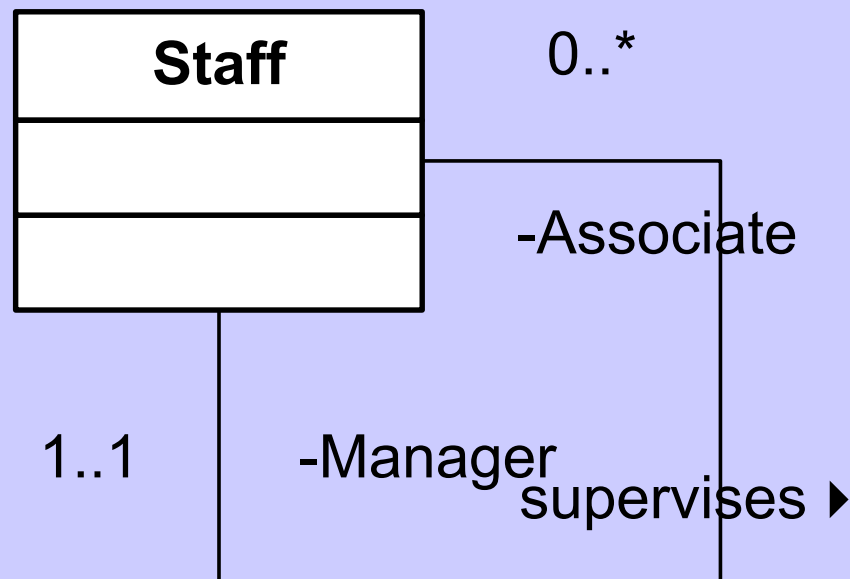 Staff
0..*
-Associate
1..1
-Manager
supervises ▶